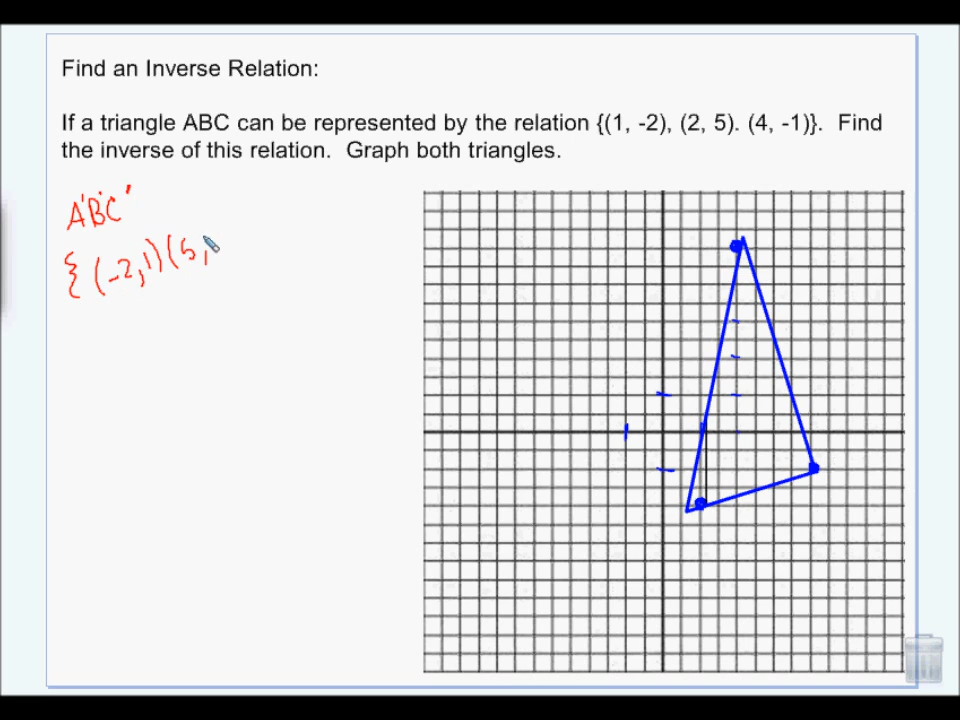 Find an Inverse Relation:
If a triangle ABC can be represented by the relation {(1, -2), (2, 5). (4, -1)}.  Find
the inverse of this relation.  Graph both triangles.
A'B'C'
{(-2,1)(5,